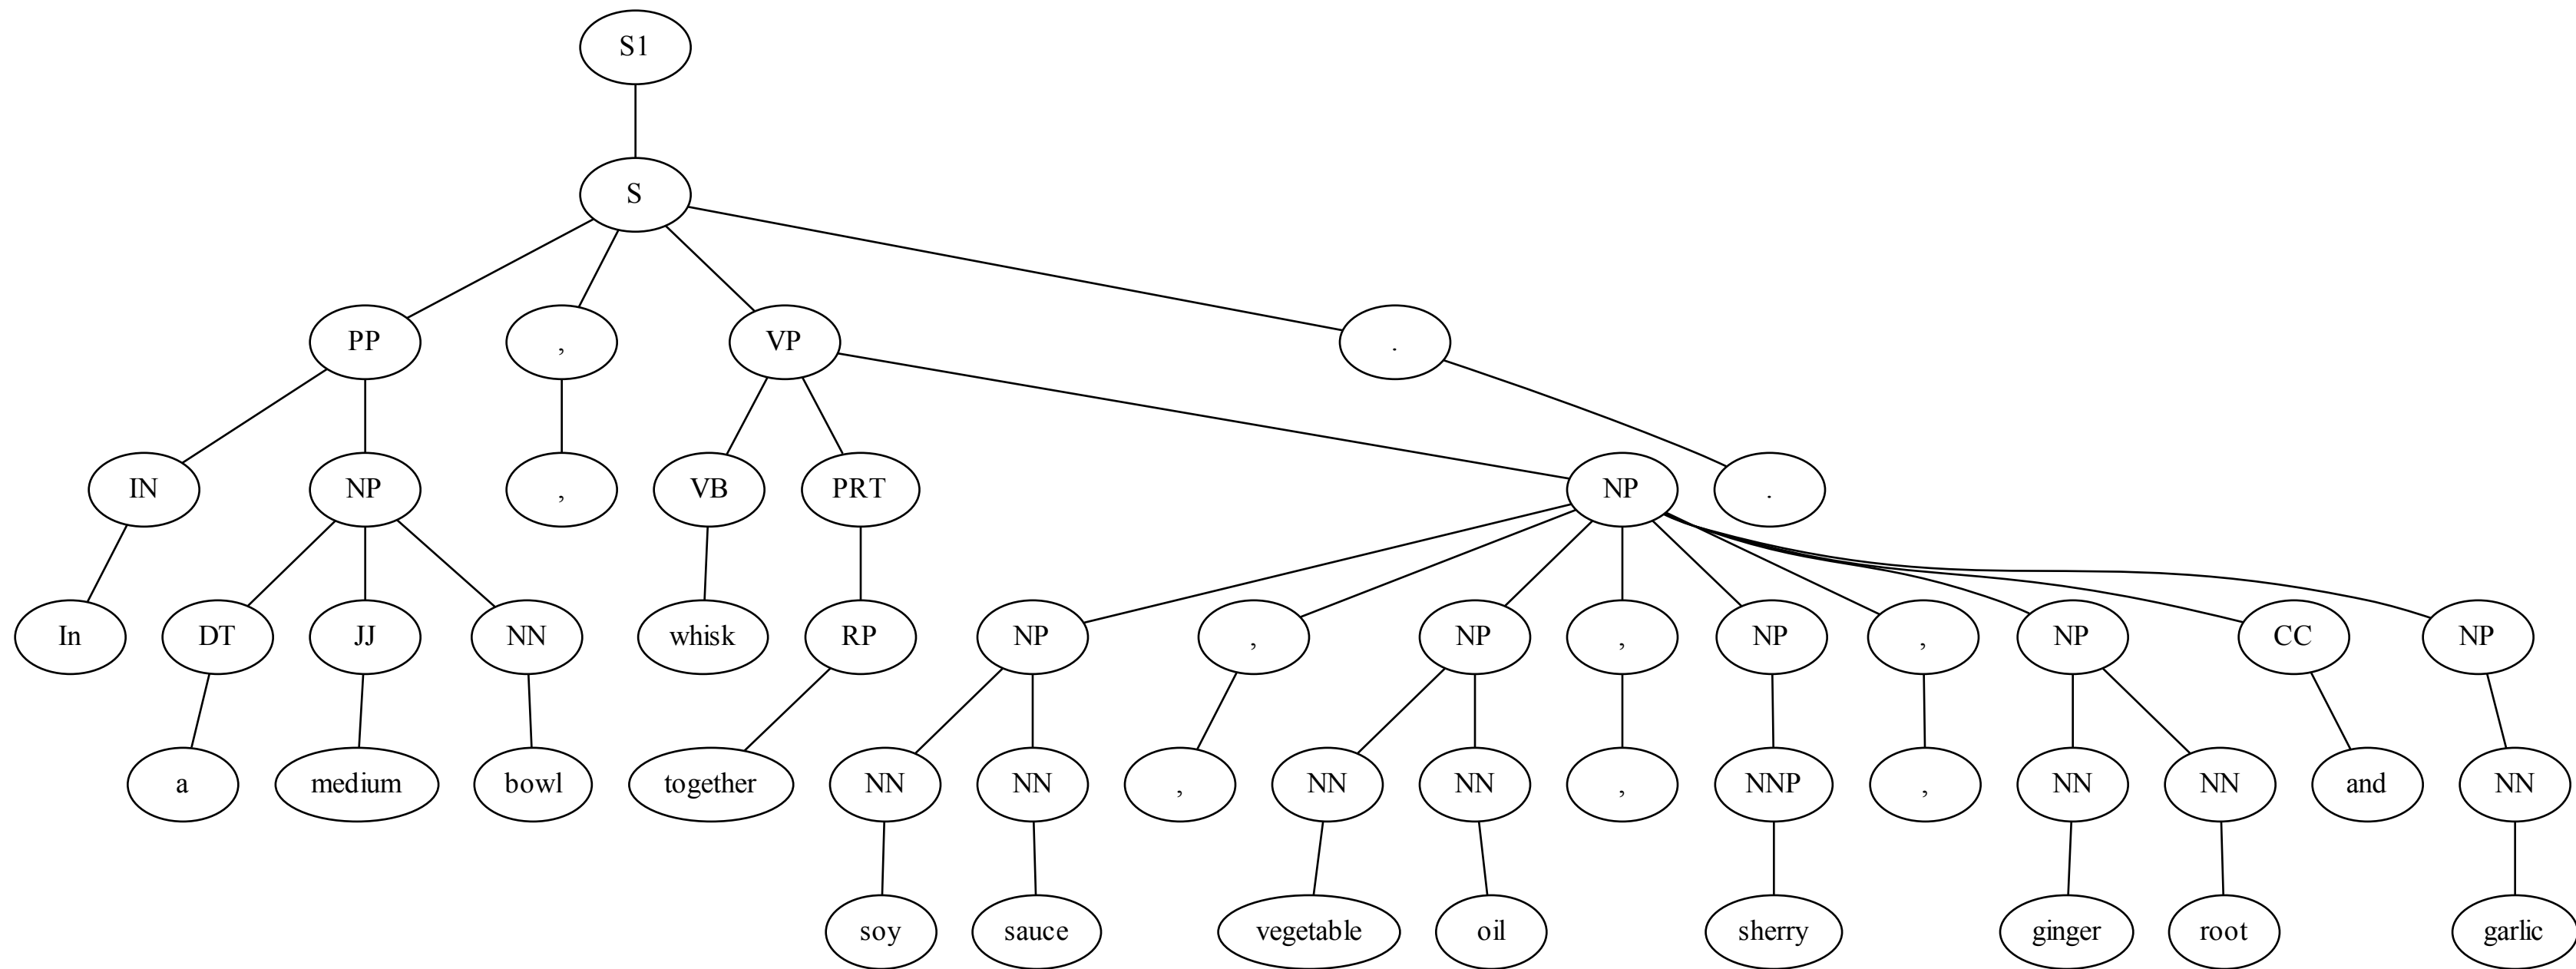 S1
S
PP , VP .
IN NP , VB PRT NP .
In DT JJ NN whisk RP NP , NP , NP , NP CC NP
a medium bowl together NN NN , NN NN , NNP , NN NN and NN
soy sauce vegetable oil sherry ginger root garlic